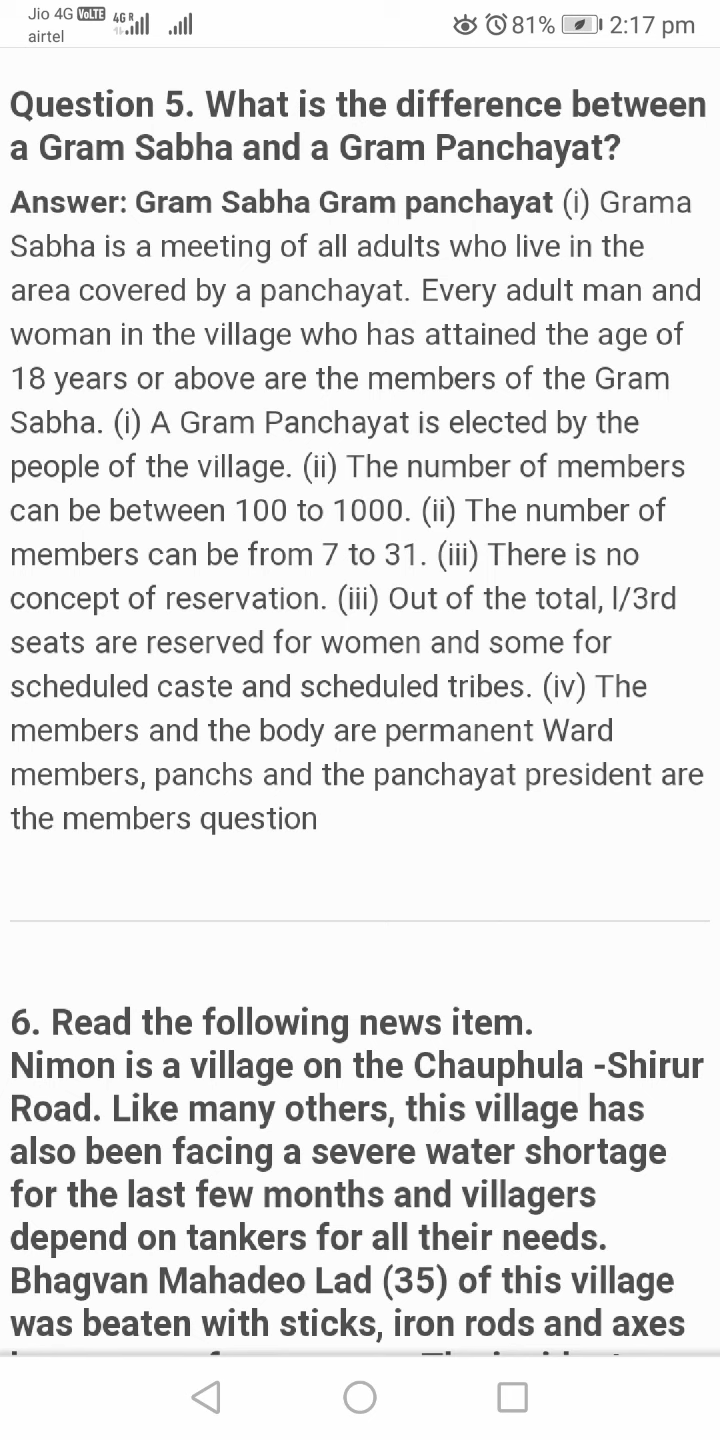 Jio 4G VoLTE 4G R 81% 2:17 pm
airtel
Question 5. What is the difference between
a Gram Sabha and a Gram Panchayat?
Answer: Gram Sabha Gram panchayat (i) Grama
Sabha is a meeting of all adults who live in the
area covered by a panchayat. Every adult man and
woman in the village who has attained the age of
18 years or above are the members of the Gram
Sabha. (i) A Gram Panchayat is elected by the
people of the village. (ii) The number of members
can be between 100 to 1000. (ii) The number of
members can be from 7 to 31. (iii) There is no
concept of reservation. (iii) Out of the total, l/3rd
seats are reserved for women and some for
scheduled caste and scheduled tribes. (iv) The
members and the body are permanent Ward
members, panchs and the panchayat president are
the members question
6. Read the following news item.
Nimon is a village on the Chauphula -Shirur
Road. Like many others, this village has
also been facing a severe water shortage
for the last few months and villagers
depend on tankers for all their needs.
Bhagvan Mahadeo Lad (35) of this village
was beaten with sticks, iron rods and axes